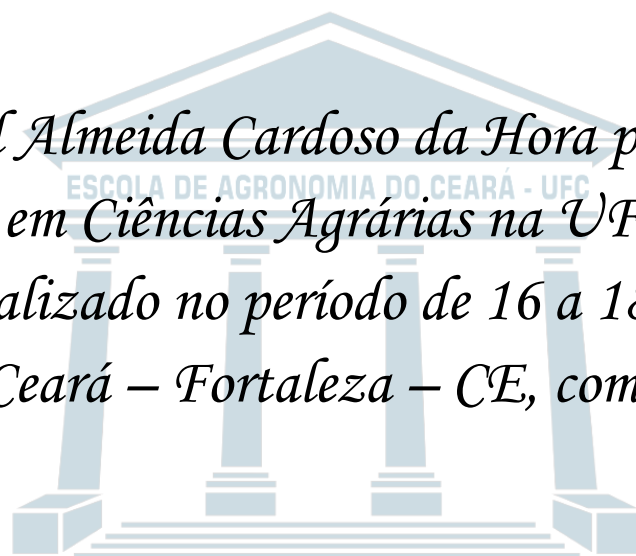 l Almeida Cardoso da Hora p
ESCOLA DE AGRONOMIA DO CEARÁ - UFC
em Ciências Agrárias na UF
alizado no período de 16 a 18
Ceará – Fortaleza – CE, com